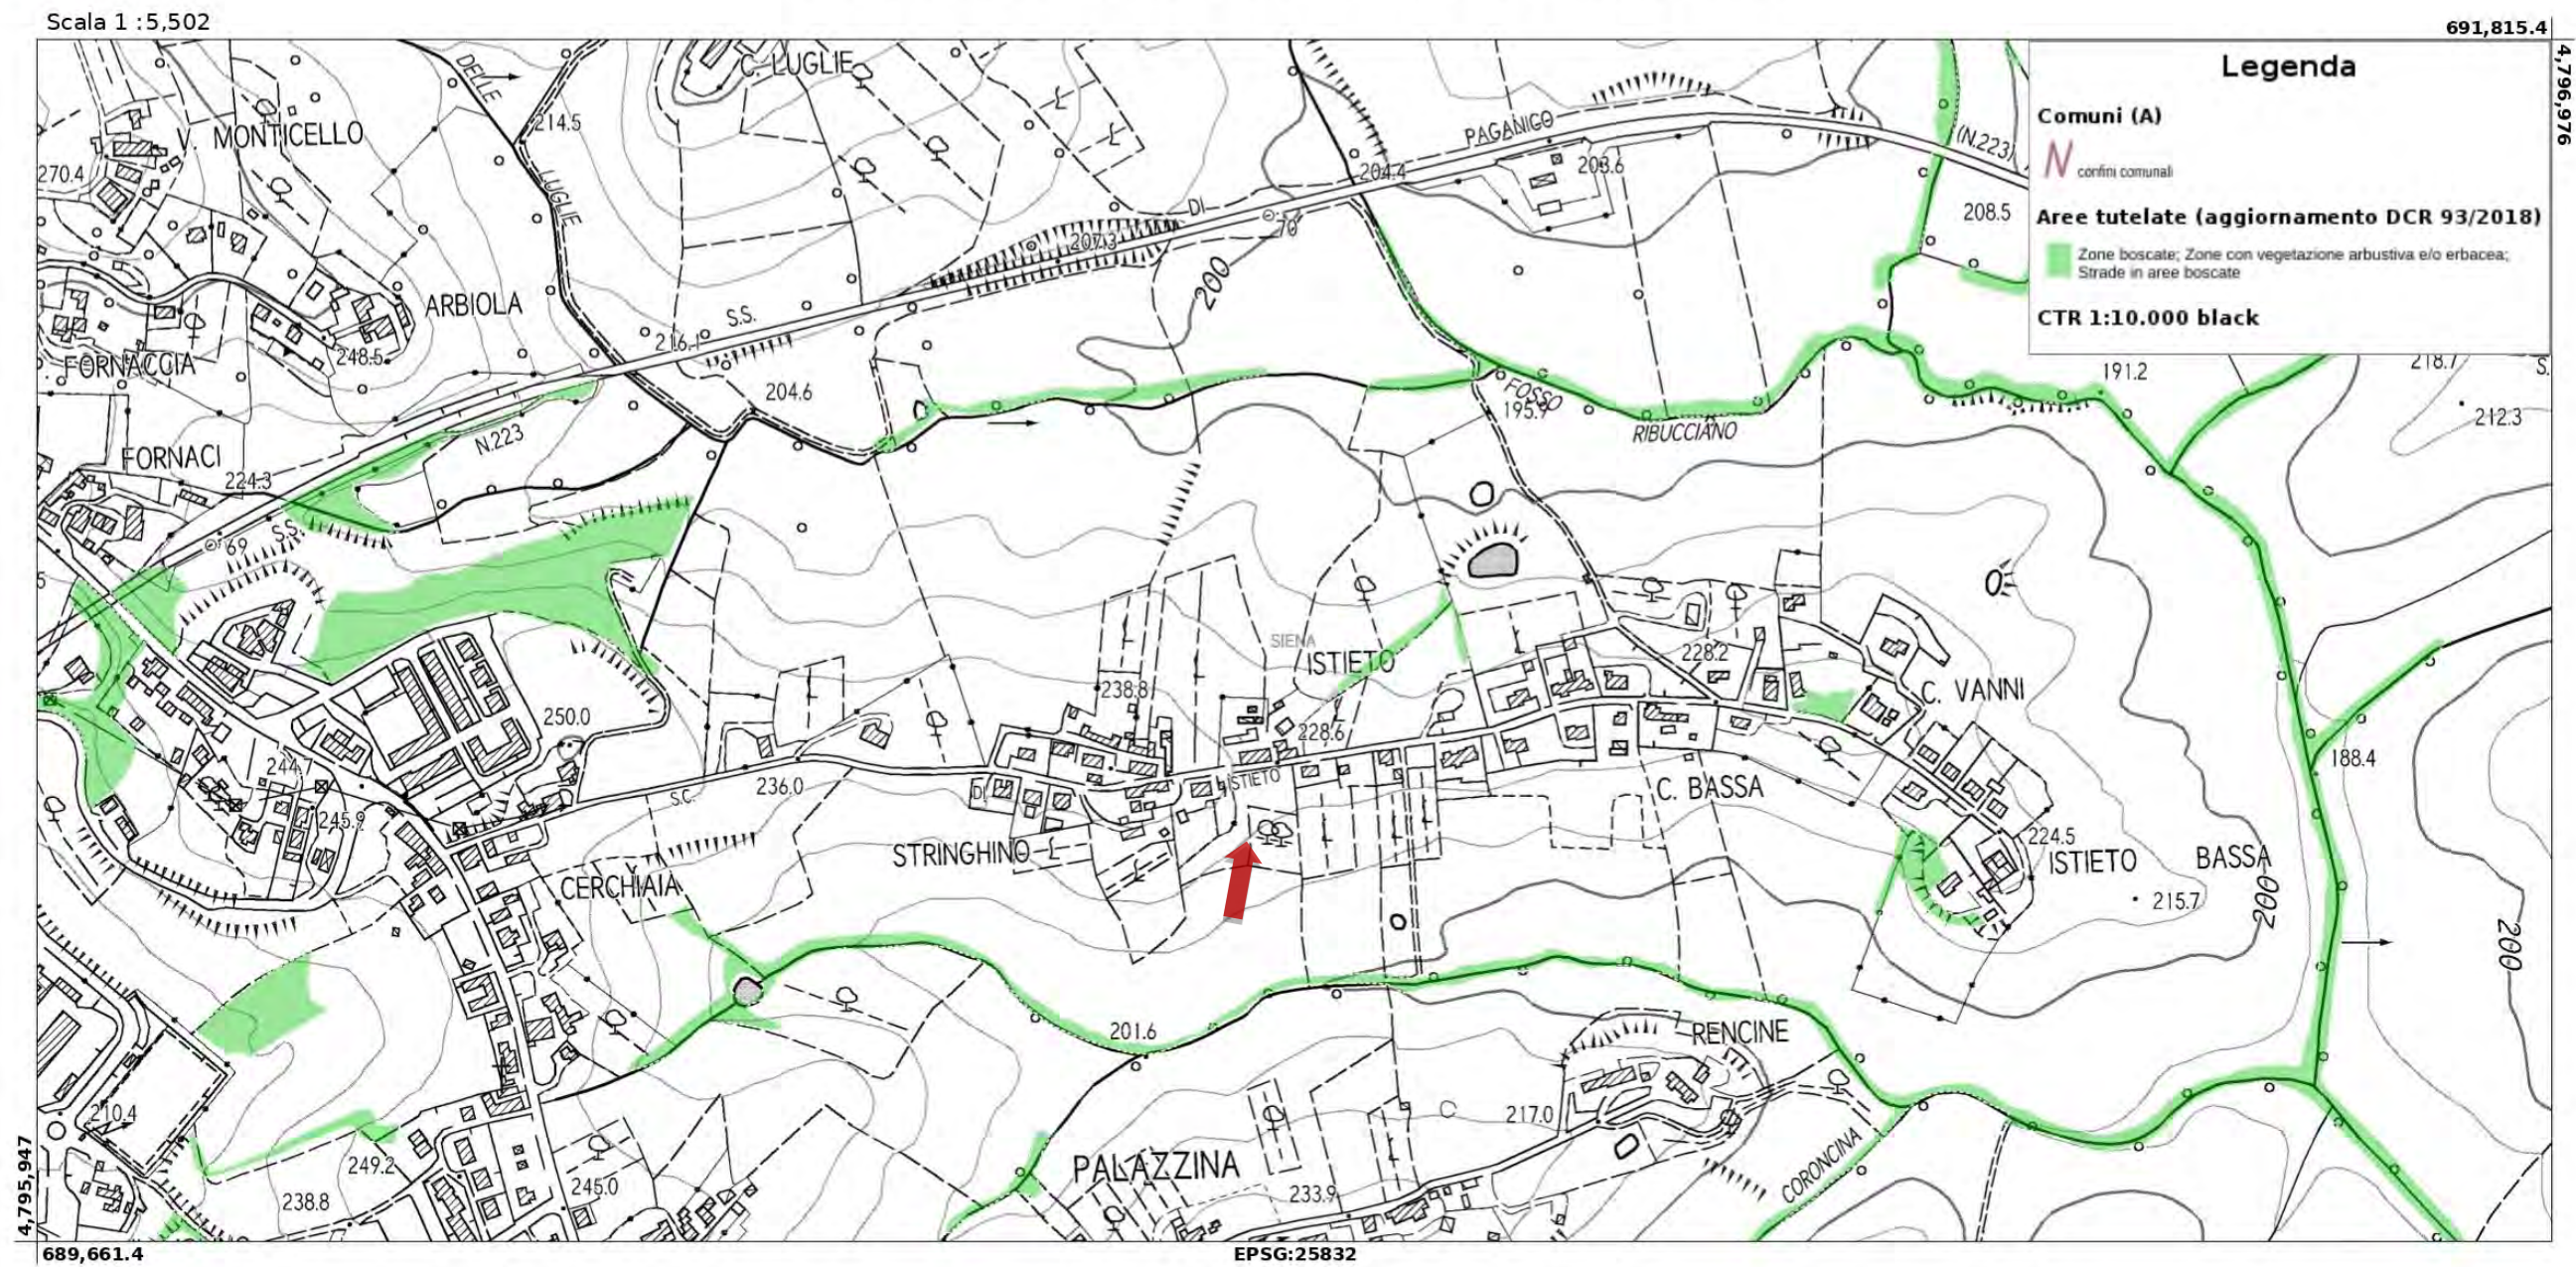 Scala 1 :5,502
691,815.4
4,796,976
Legenda
Comuni (A)
confini comunali
Aree tutelate (aggiornamento DCR 93/2018)
Zone boscate; Zone con vegetazione arbustiva e/o erbacea;
Strade in aree boscate
CTR 1:10.000 black
DELLE
C. LUGLIE
214.5
V. MONTICELLO
270.4
PAGANICO
(N.223)
204.4
203.6
LUGLIE
208.5
DI
207.3
70
200
ARBIOLA
S.S.
216.1
248.5
FORNACCIA
204.6
191.2
218.7
S.
FOSSO
195.9
212.3
RIBUCCIANO
N.223
FORNACI
224.3
S.S.
69
5
SIENA
ISTIETO
228.2
238.8
C. VANNI
250.0
228.6
244.7
188.4
236.0
S.C.
DI
ISTIETO
C. BASSA
245.9
224.5
STRINGHINO
ISTIETO BASSA
CERCHIAIA
215.7
200
200
201.6
RENCINE
210.4
217.0
249.2
PALAZZINA
CORONCINA
245.0
233.9
238.8
4,795,947
689,661.4
EPSG:25832